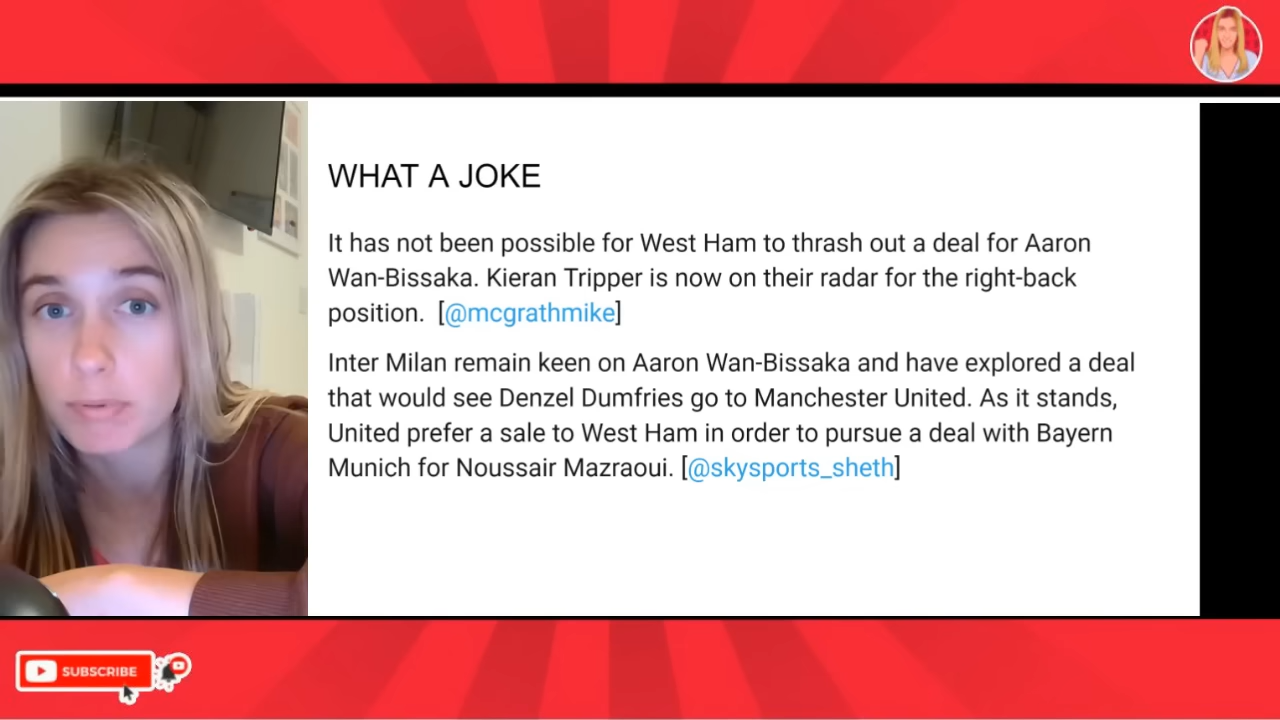 WHAT A JOKE
It has not been possible for West Ham to thrash out a deal for Aaron
Wan-Bissaka. Kieran Tripper is now on their radar for the right-back
position. [@mcgrathmike]
Inter Milan remain keen on Aaron Wan-Bissaka and have explored a deal
that would see Denzel Dumfries go to Manchester United. As it stands,
United prefer a sale to West Ham in order to pursue a deal with Bayern
Munich for Noussair Mazraoui. [@skysports_sheth]
SUBSCRIBE